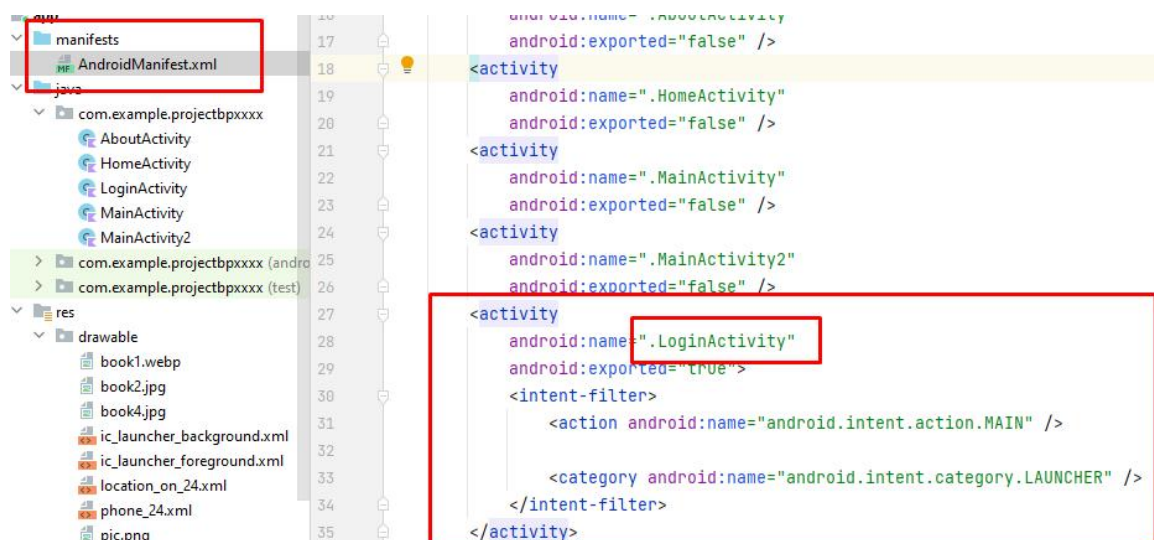 app
manifests
AndroidManifest.xml
java
com.example.projectbpxxxx
AboutActivity
HomeActivity
LoginActivity
MainActivity
MainActivity2
com.example.projectbpxxxx (andro
com.example.projectbpxxxx (test)
res
drawable
book1.webp
book2.jpg
book4.jpg
ic_launcher_background.xml
ic_launcher_foreground.xml
location_on_24.xml
phone_24.xml
pic.png
16 android:name=".AboutActivity"
17 android:exported="false" />
18 <activity
19 android:name=".HomeActivity"
20 android:exported="false" />
21 <activity
22 android:name=".MainActivity"
23 android:exported="false" />
24 <activity
25 android:name=".MainActivity2"
26 android:exported="false" />
27 <activity
28 android:name=".LoginActivity"
29 android:exported="true">
30 <intent-filter>
31 <action android:name="android.intent.action.MAIN" />
32
33 <category android:name="android.intent.category.LAUNCHER" />
34 </intent-filter>
35 </activity>